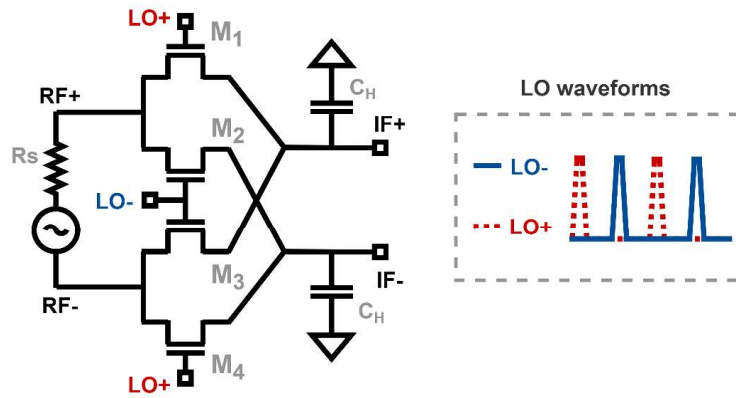 LO+
M1
CH
LO waveforms
RF+
IF+
M2
Rs
LO-
LO-
LO+
IF-
RF-
M3
CH
M4
LO+